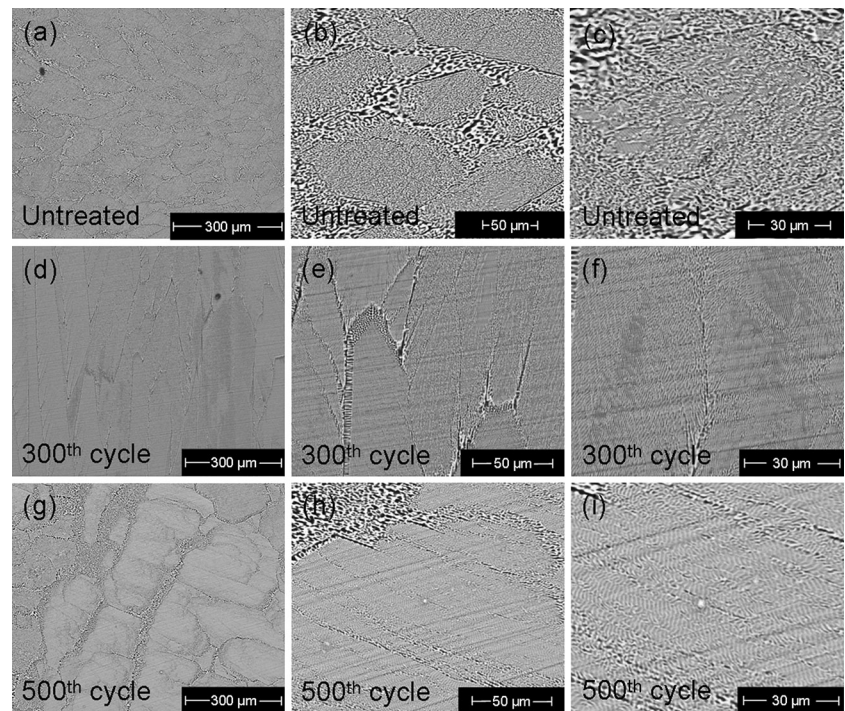 (a)
Untreated
300 µm
(b)
Untreated
50 µm
(c)
Untreated
30 µm
(d)
300th cycle
300 µm
(e)
300th cycle
50 µm
(f)
300th cycle
30 µm
(g)
500th cycle
300 µm
(h)
500th cycle
50 µm
(I)
500th cycle
30 µm